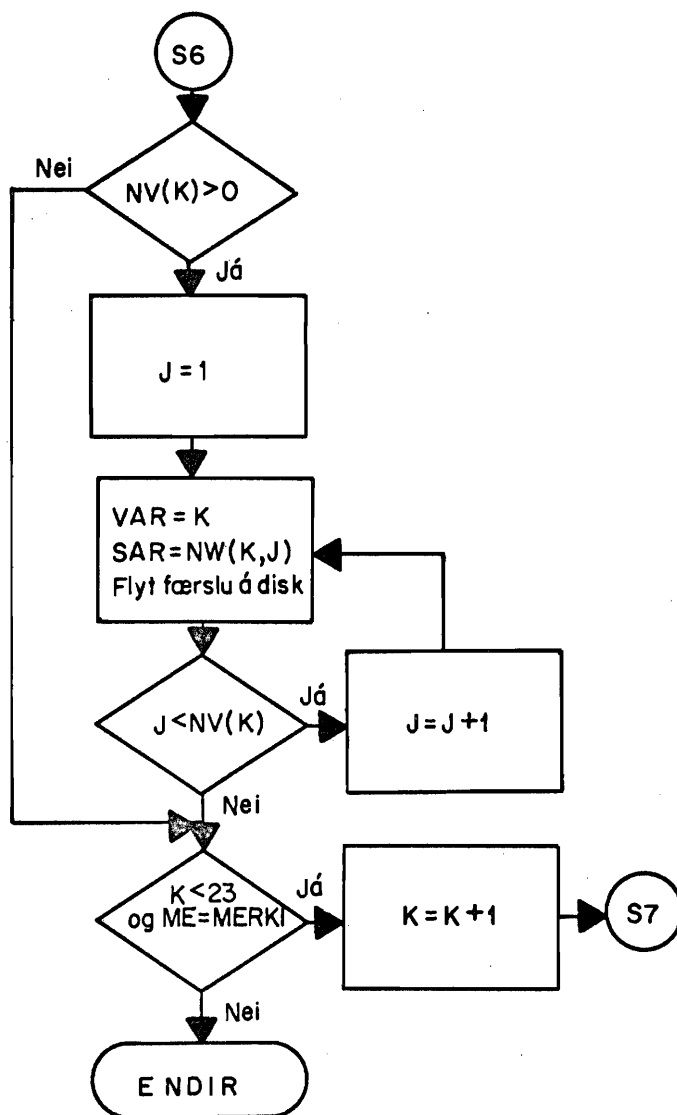 S6
Nei
NV(K)>0
Já
J=1
VAR=K
SAR=NW(K,J)
Flyt færslu á disk
J<NV(K)
Já
J=J+1
Nei
K<23
og ME=MERKI
Já
K=K+1
S7
Nei
ENDIR